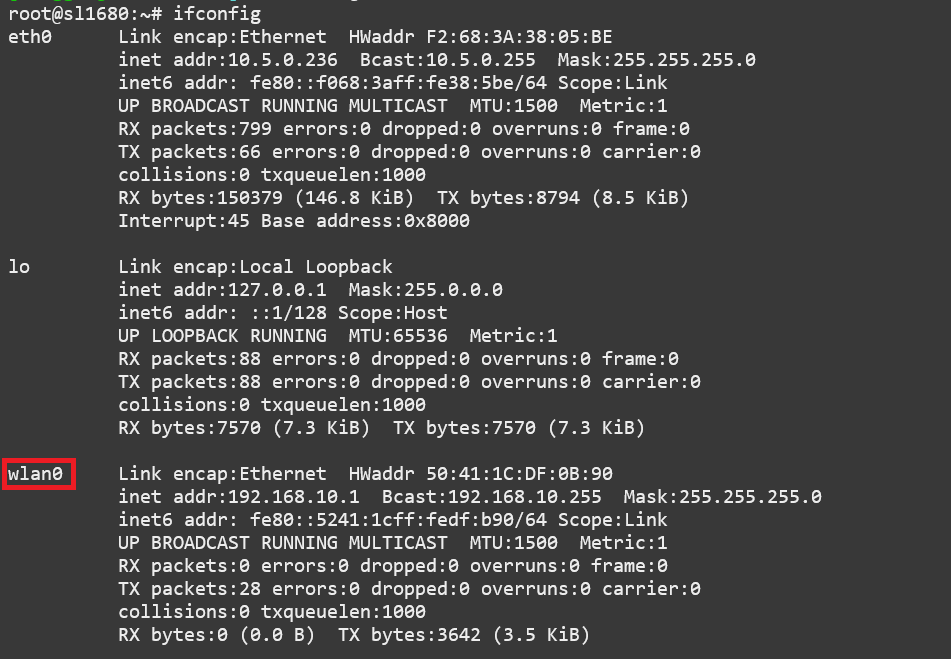 root@sl1680:~# ifconfig
eth0      Link encap:Ethernet  HWaddr F2:68:3A:38:05:BE
          inet addr:10.5.0.236  Bcast:10.5.0.255  Mask:255.255.255.0
          inet6 addr: fe80::f068:3aff:fe38:5be/64 Scope:Link
          UP BROADCAST RUNNING MULTICAST  MTU:1500  Metric:1
          RX packets:799 errors:0 dropped:0 overruns:0 frame:0
          TX packets:66 errors:0 dropped:0 overruns:0 carrier:0
          collisions:0 txqueuelen:1000
          RX bytes:150379 (146.8 KiB)  TX bytes:8794 (8.5 KiB)
          Interrupt:45 Base address:0x8000

lo        Link encap:Local Loopback
          inet addr:127.0.0.1  Mask:255.0.0.0
          inet6 addr: ::1/128 Scope:Host
          UP LOOPBACK RUNNING  MTU:65536  Metric:1
          RX packets:88 errors:0 dropped:0 overruns:0 frame:0
          TX packets:88 errors:0 dropped:0 overruns:0 carrier:0
          collisions:0 txqueuelen:1000
          RX bytes:7570 (7.3 KiB)  TX bytes:7570 (7.3 KiB)

wlan0     Link encap:Ethernet  HWaddr 50:41:1C:DF:0B:90
          inet addr:192.168.10.1  Bcast:192.168.10.255  Mask:255.255.255.0
          inet6 addr: fe80::5241:1cff:fedf:b90/64 Scope:Link
          UP BROADCAST RUNNING MULTICAST  MTU:1500  Metric:1
          RX packets:0 errors:0 dropped:0 overruns:0 frame:0
          TX packets:28 errors:0 dropped:0 overruns:0 carrier:0
          collisions:0 txqueuelen:1000
          RX bytes:0 (0.0 B)  TX bytes:3642 (3.5 KiB)